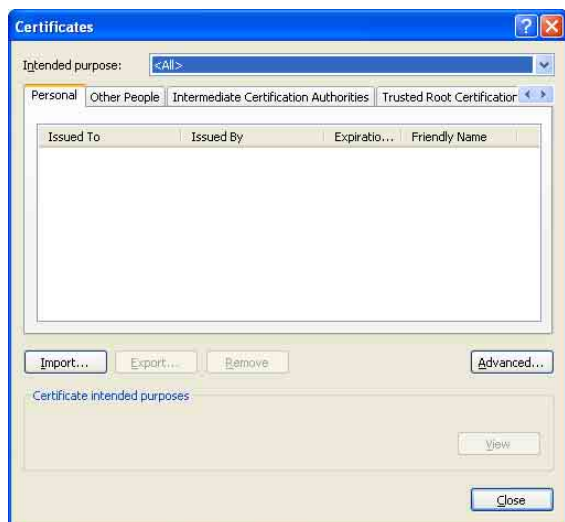 Certificates
Intended purpose: <All>
Personal Other People Intermediate Certification Authorities Trusted Root Certification
Issued To Issued By Expiratio... Friendly Name
Import... Export... Remove Advanced...
Certificate intended purposes
View
Close